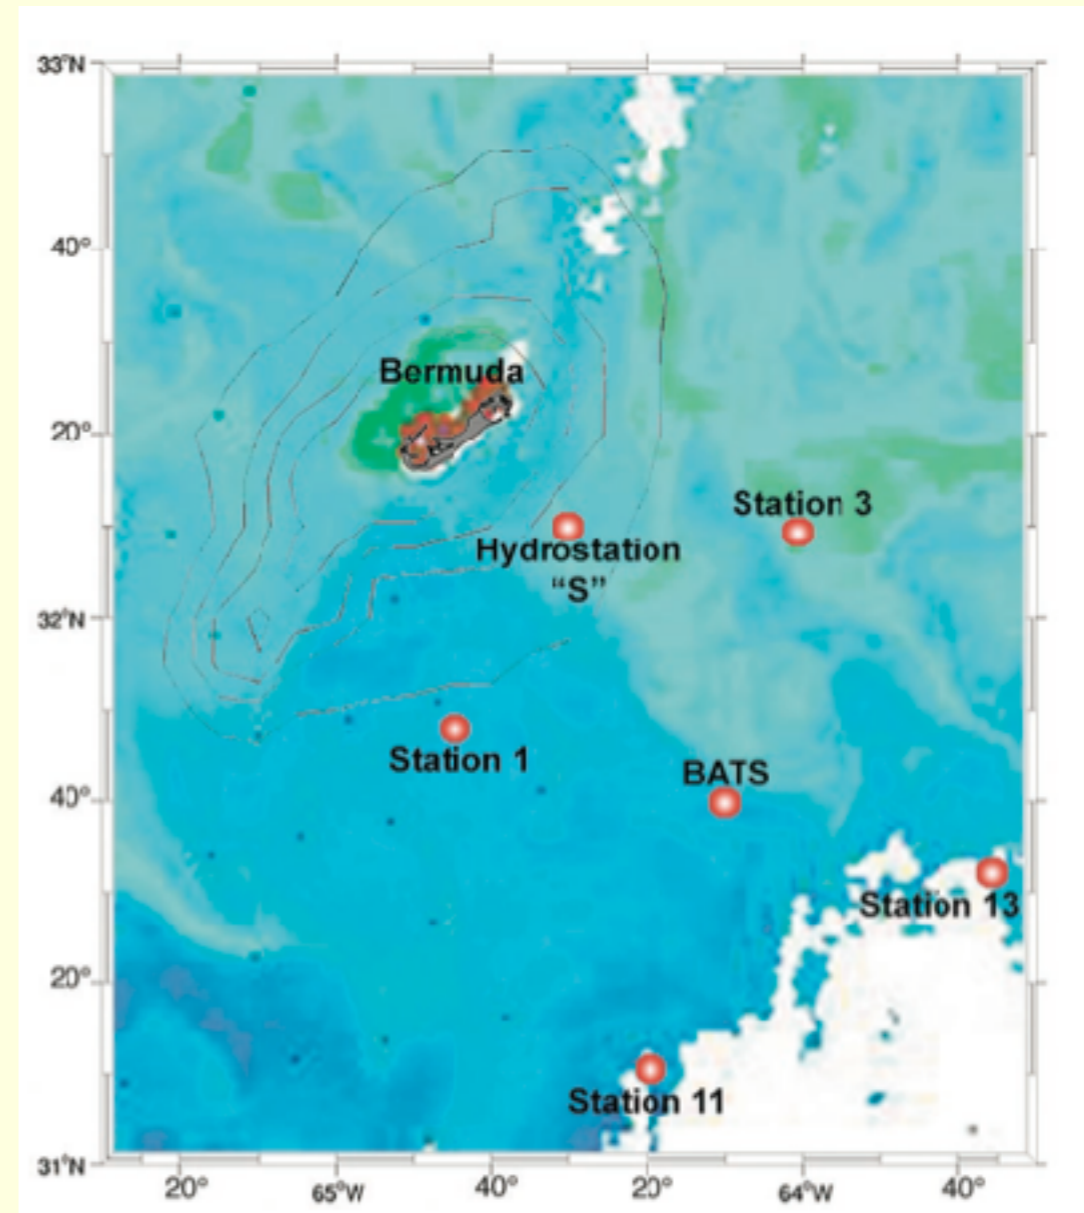 33°N
40°
Bermuda
20°
Station 3
Hydrostation
“S”
32°N
Station 1
BATS
40°
Station 13
20°
Station 11
31°N
20° 65°W 40° 20° 64°W 40°